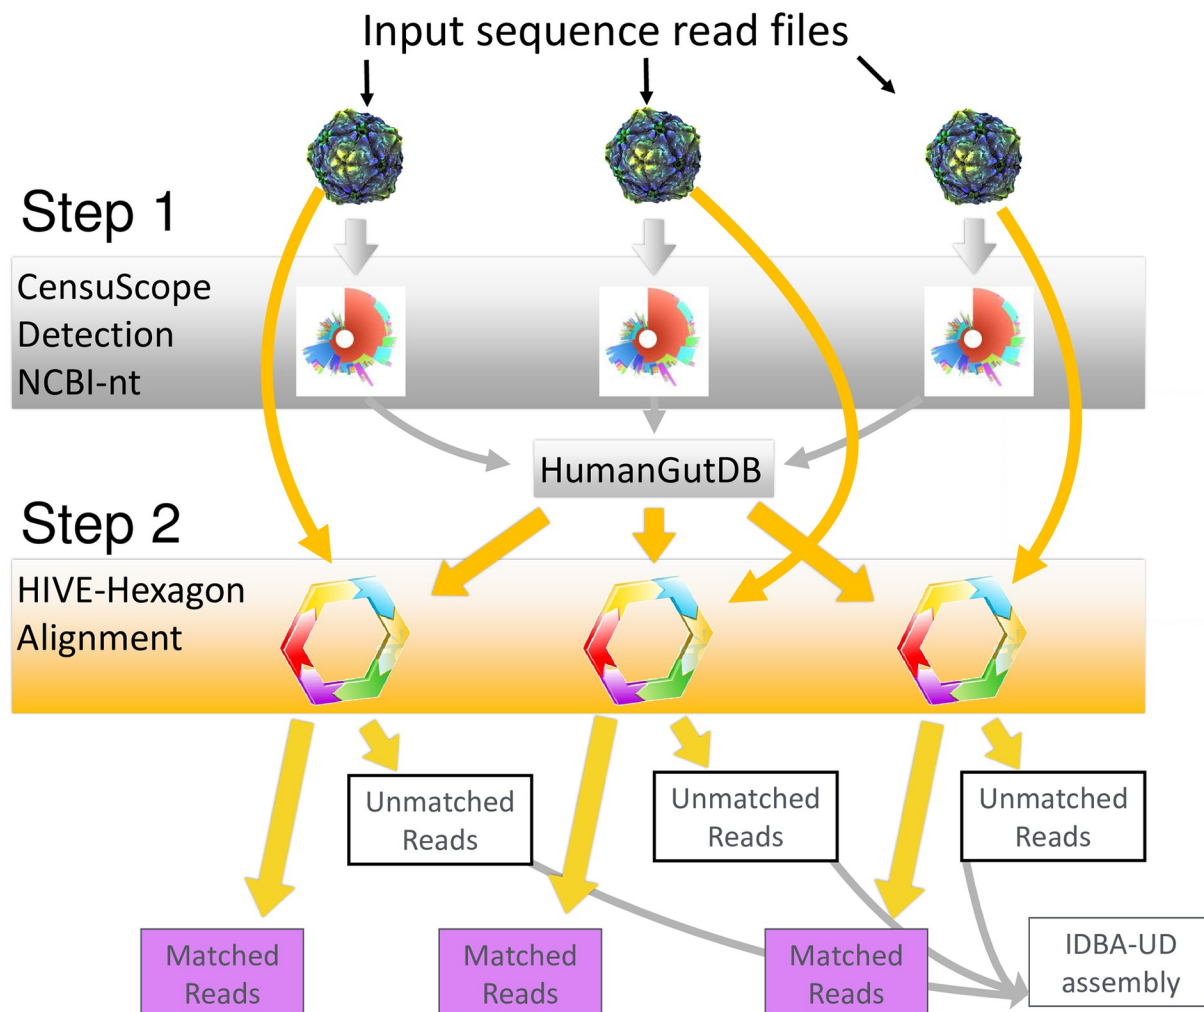 Input sequence read files
Step 1
CensuScope
Detection
NCBI-nt
HumanGutDB
Step 2
HIVE-Hexagon
Alignment
Unmatched
Reads
Unmatched
Reads
Unmatched
Reads
Matched
Reads
Matched
Reads
Matched
Reads
IDBA-UD
assembly